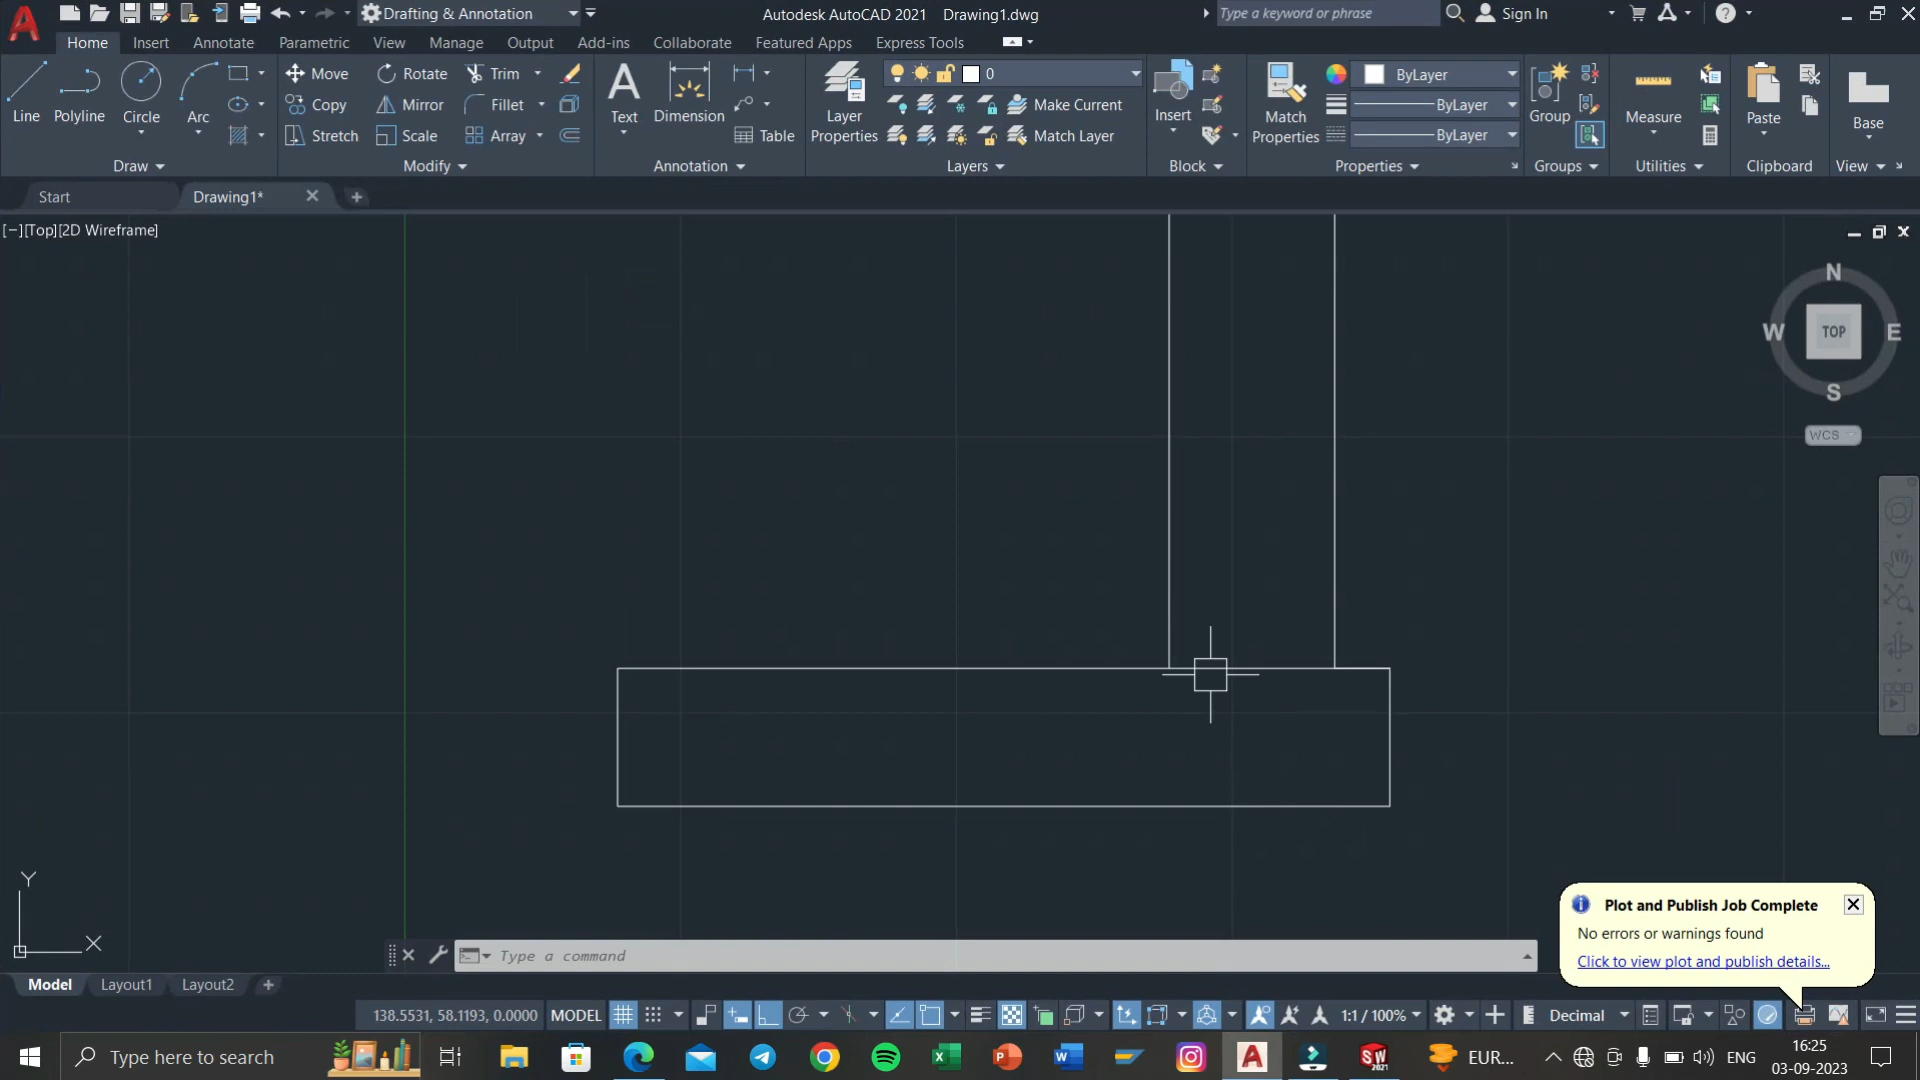 Drafting & Annotation
Autodesk AutoCAD 2021 Drawing1.dwg
Type a keyword or phrase
Sign In
Home Insert Annotate Parametric View Manage Output Add-ins Collaborate Featured Apps Express Tools
Line
Polyline
Circle
Arc
Move
Copy
Stretch
Rotate
Mirror
Scale
Trim
Fillet
Array
Text
Dimension
Table
Layer
Properties
0
Make Current
Match Layer
Insert
Match
Properties
ByLayer
ByLayer
ByLayer
Group
Measure
Paste
Base
Draw
Modify
Annotation
Layers
Block
Properties
Groups
Utilities
Clipboard
View
Start
Drawing1*
[−][Top][2D Wireframe]
N
W
TOP
E
S
WCS
Y
X
Type a command
Plot and Publish Job Complete
No errors or warnings found
Click to view plot and publish details...
Model
Layout1
Layout2
138.5531, 58.1193, 0.0000
MODEL
1:1 / 100%
Decimal
Type here to search
EUR...
ENG
16:25
03-09-2023